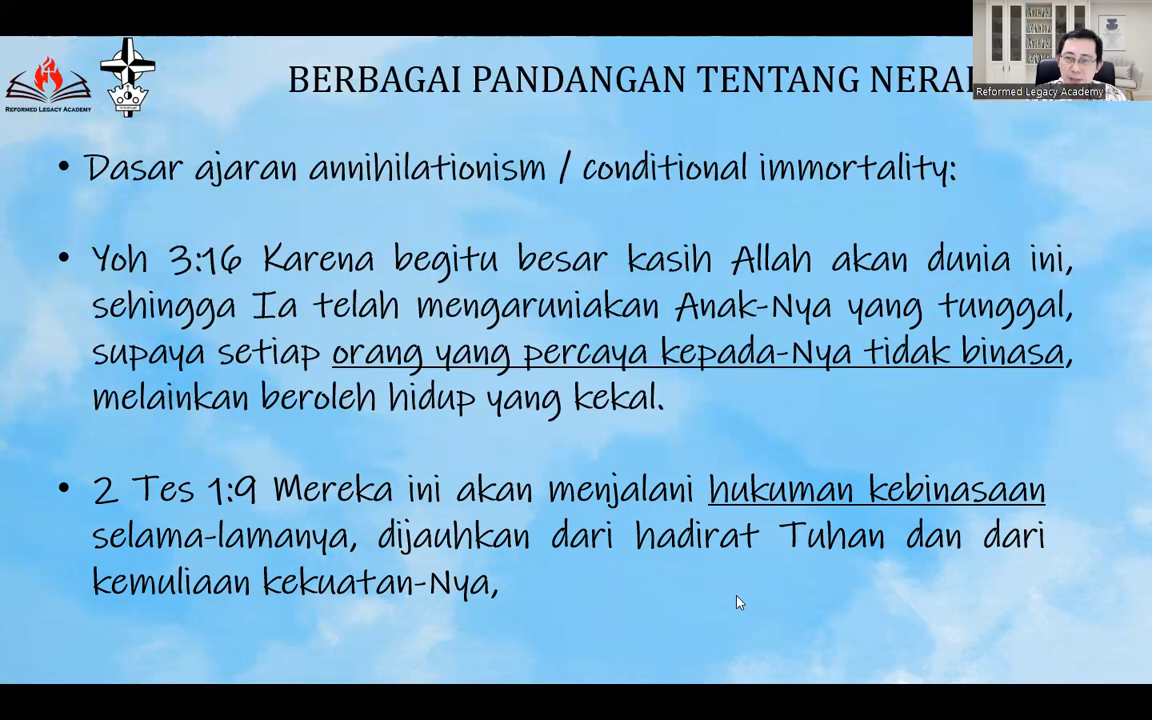 BERBAGAI PANDANGAN TENTANG
Reformed Legacy Academy
REFORMED LEGACY ACADEMY
• Dasar ajaran annihilationism / conditional immortality:
• Yoh 3:16 Karena begitu besar kasih Allah akan dunia ini,
sehingga Ia telah mengaruniakan Anak-Nya yang tunggal,
supaya setiap orang yang percaya kepada-Nya tidak binasa,
melainkan beroleh hidup yang kekal.
• 2 Tes 1:9 Mereka ini akan menjalani hukuman kebinasaan
selama-lamanya, dijauhkan dari hadirat Tuhan dan dari
kemuliaan kekuatan-Nya,